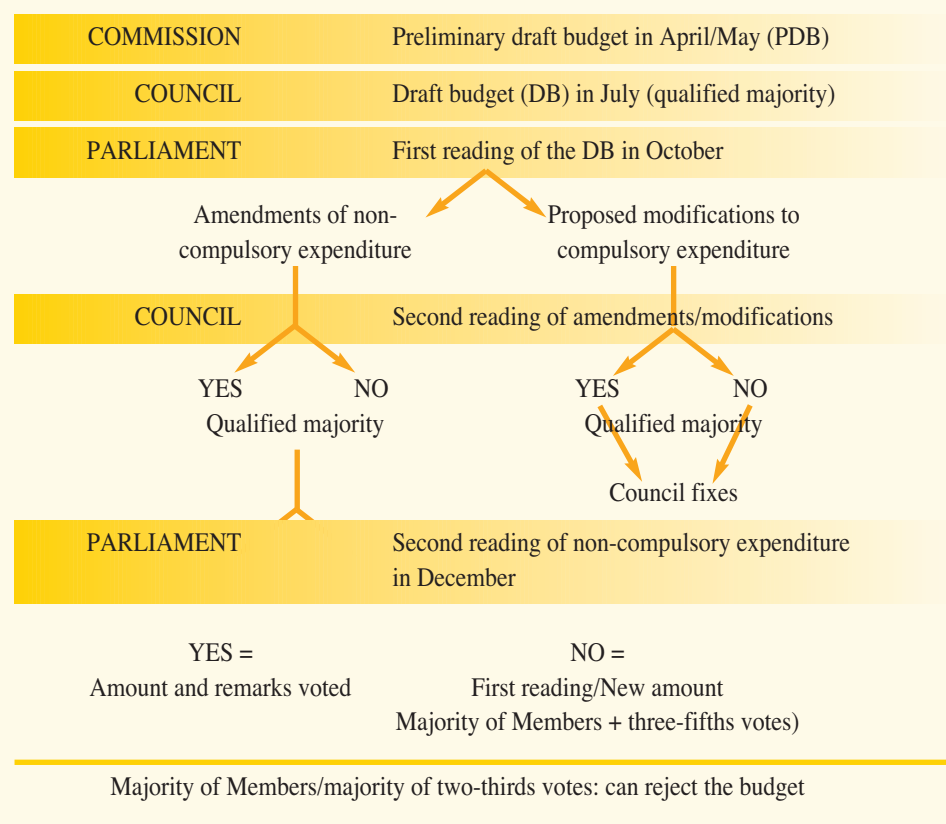 COMMISSION Preliminary draft budget in April/May (PDB)
COUNCIL Draft budget (DB) in July (qualified majority)
PARLIAMENT First reading of the DB in October
Amendments of non-
compulsory expenditure
Proposed modifications to
compulsory expenditure
COUNCIL Second reading of amendments/modifications
YES NO
Qualified majority
YES NO
Qualified majority
Council fixes
PARLIAMENT Second reading of non-compulsory expenditure
in December
YES =
Amount and remarks voted
NO =
First reading/New amount
Majority of Members + three-fifths votes)
Majority of Members/majority of two-thirds votes: can reject the budget